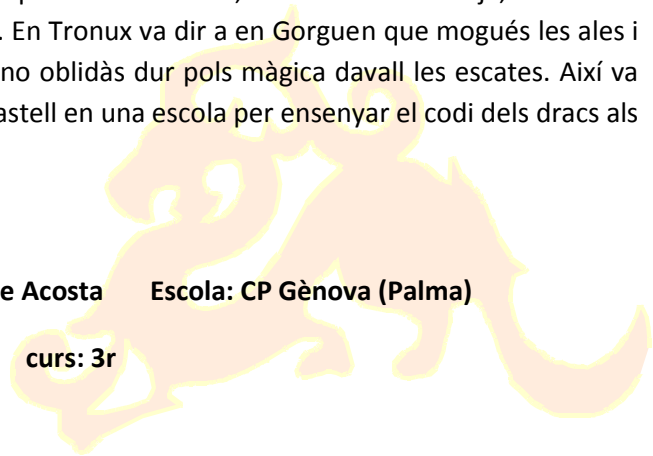 . En Tronux va dir a en Gorguen que mogués les ales i
no oblidàs dur pols màgica davall les escates. Així va
astell en una escola per ensenyar el codi dels dracs als
e Acosta Escola: CP Gènova (Palma)
curs: 3r